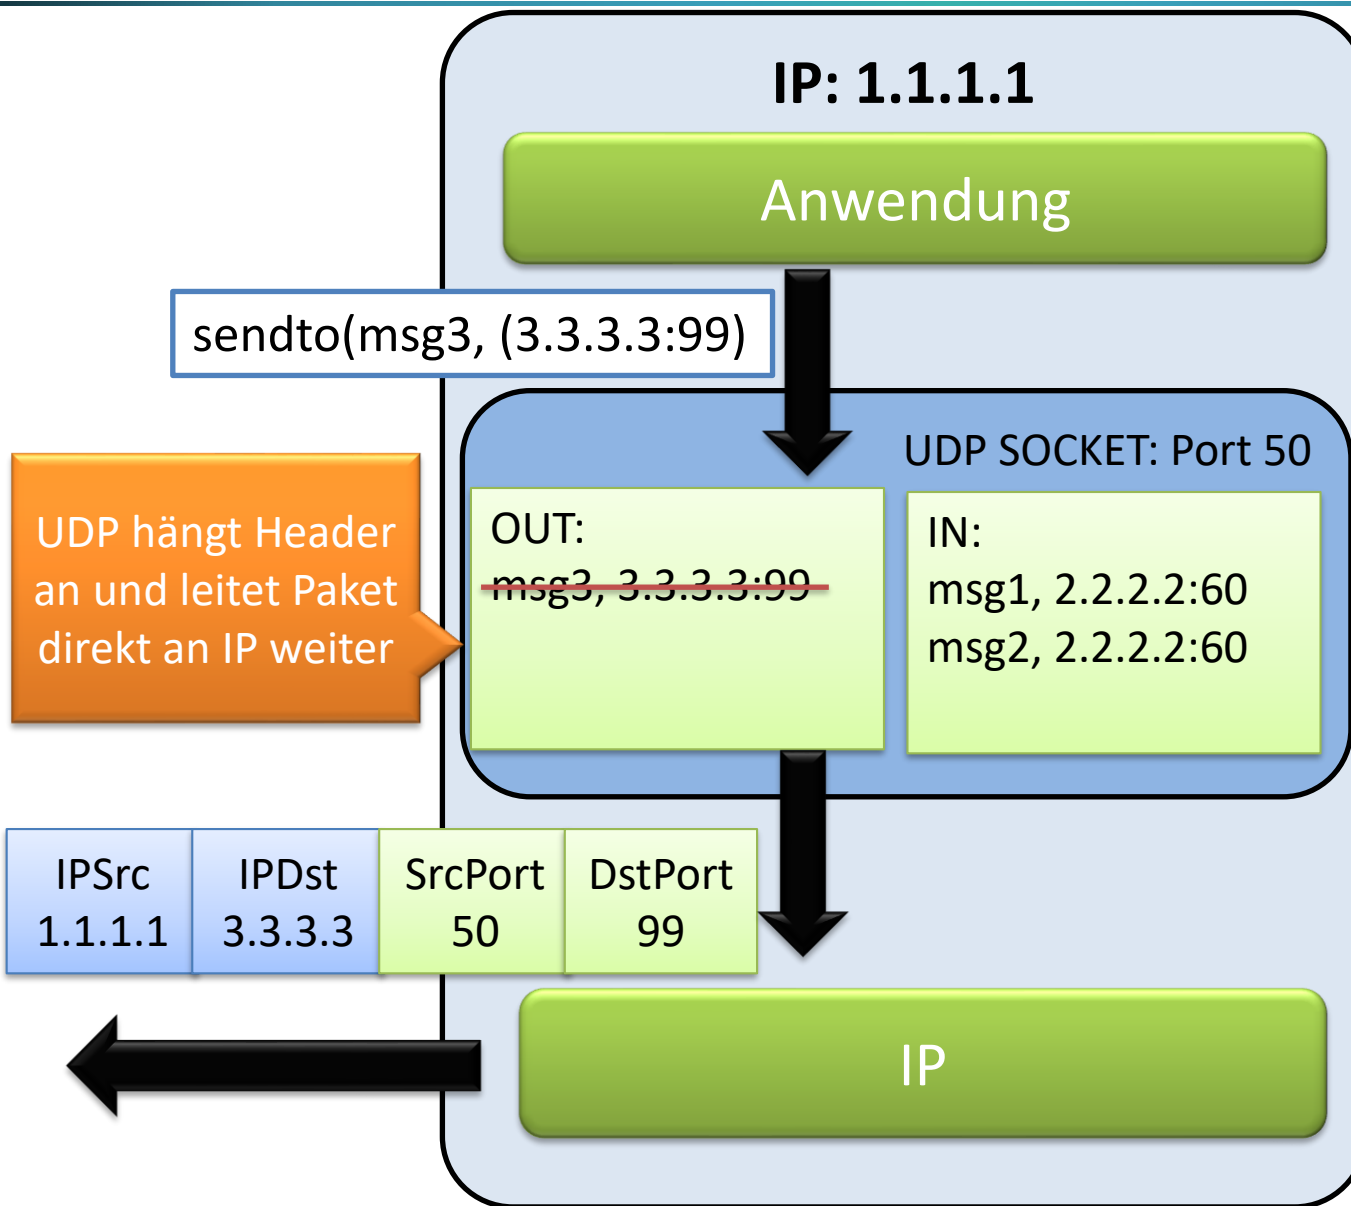 IP: 1.1.1.1
Anwendung
sendto(msg3, (3.3.3.3:99)
UDP SOCKET: Port 50
UDP hängt Header
an und leitet Paket
direkt an IP weiter
OUT:
msg3, 3.3.3.3:99
IN:
msg1, 2.2.2.2:60
msg2, 2.2.2.2:60
IPSrc
1.1.1.1
IPDst
3.3.3.3
SrcPort
50
DstPort
99
IP